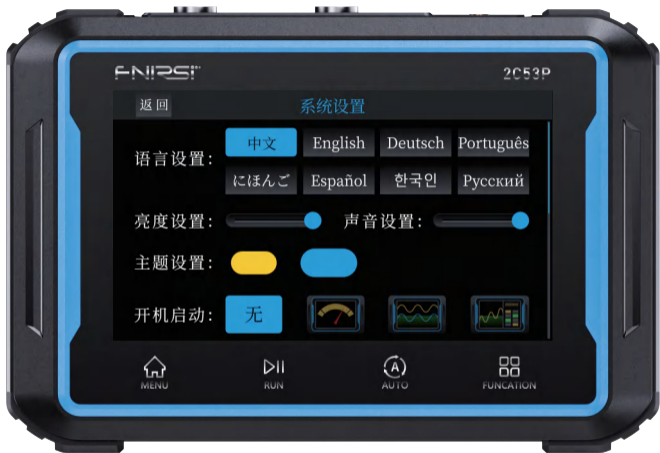 FNIRSI
2C53P
返回 系统设置
语言设置: 中文 English Deutsch Português
にほんご Español 한국인 Русский
亮度设置: 声音设置:
主题设置:
开机启动: 无
MENU RUN AUTO FUNCATION